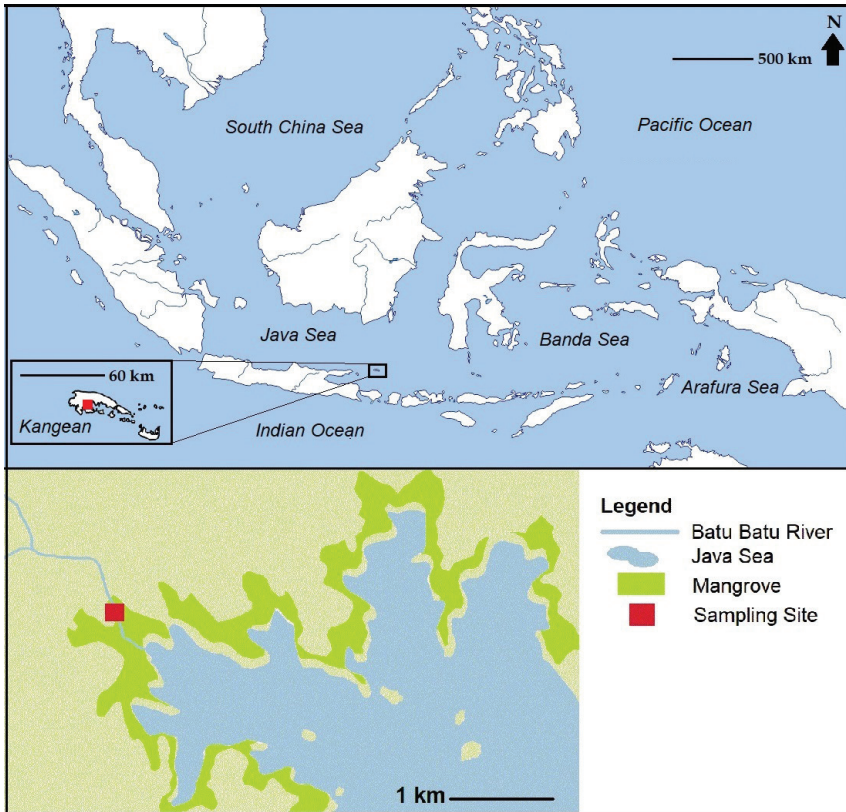 N
500 km
South China Sea
Pacific Ocean
Java Sea
Banda Sea
60 km
Arafura Sea
Kangean
Indian Ocean
Legend
Batu Batu River
Java Sea
Mangrove
Sampling Site
1 km